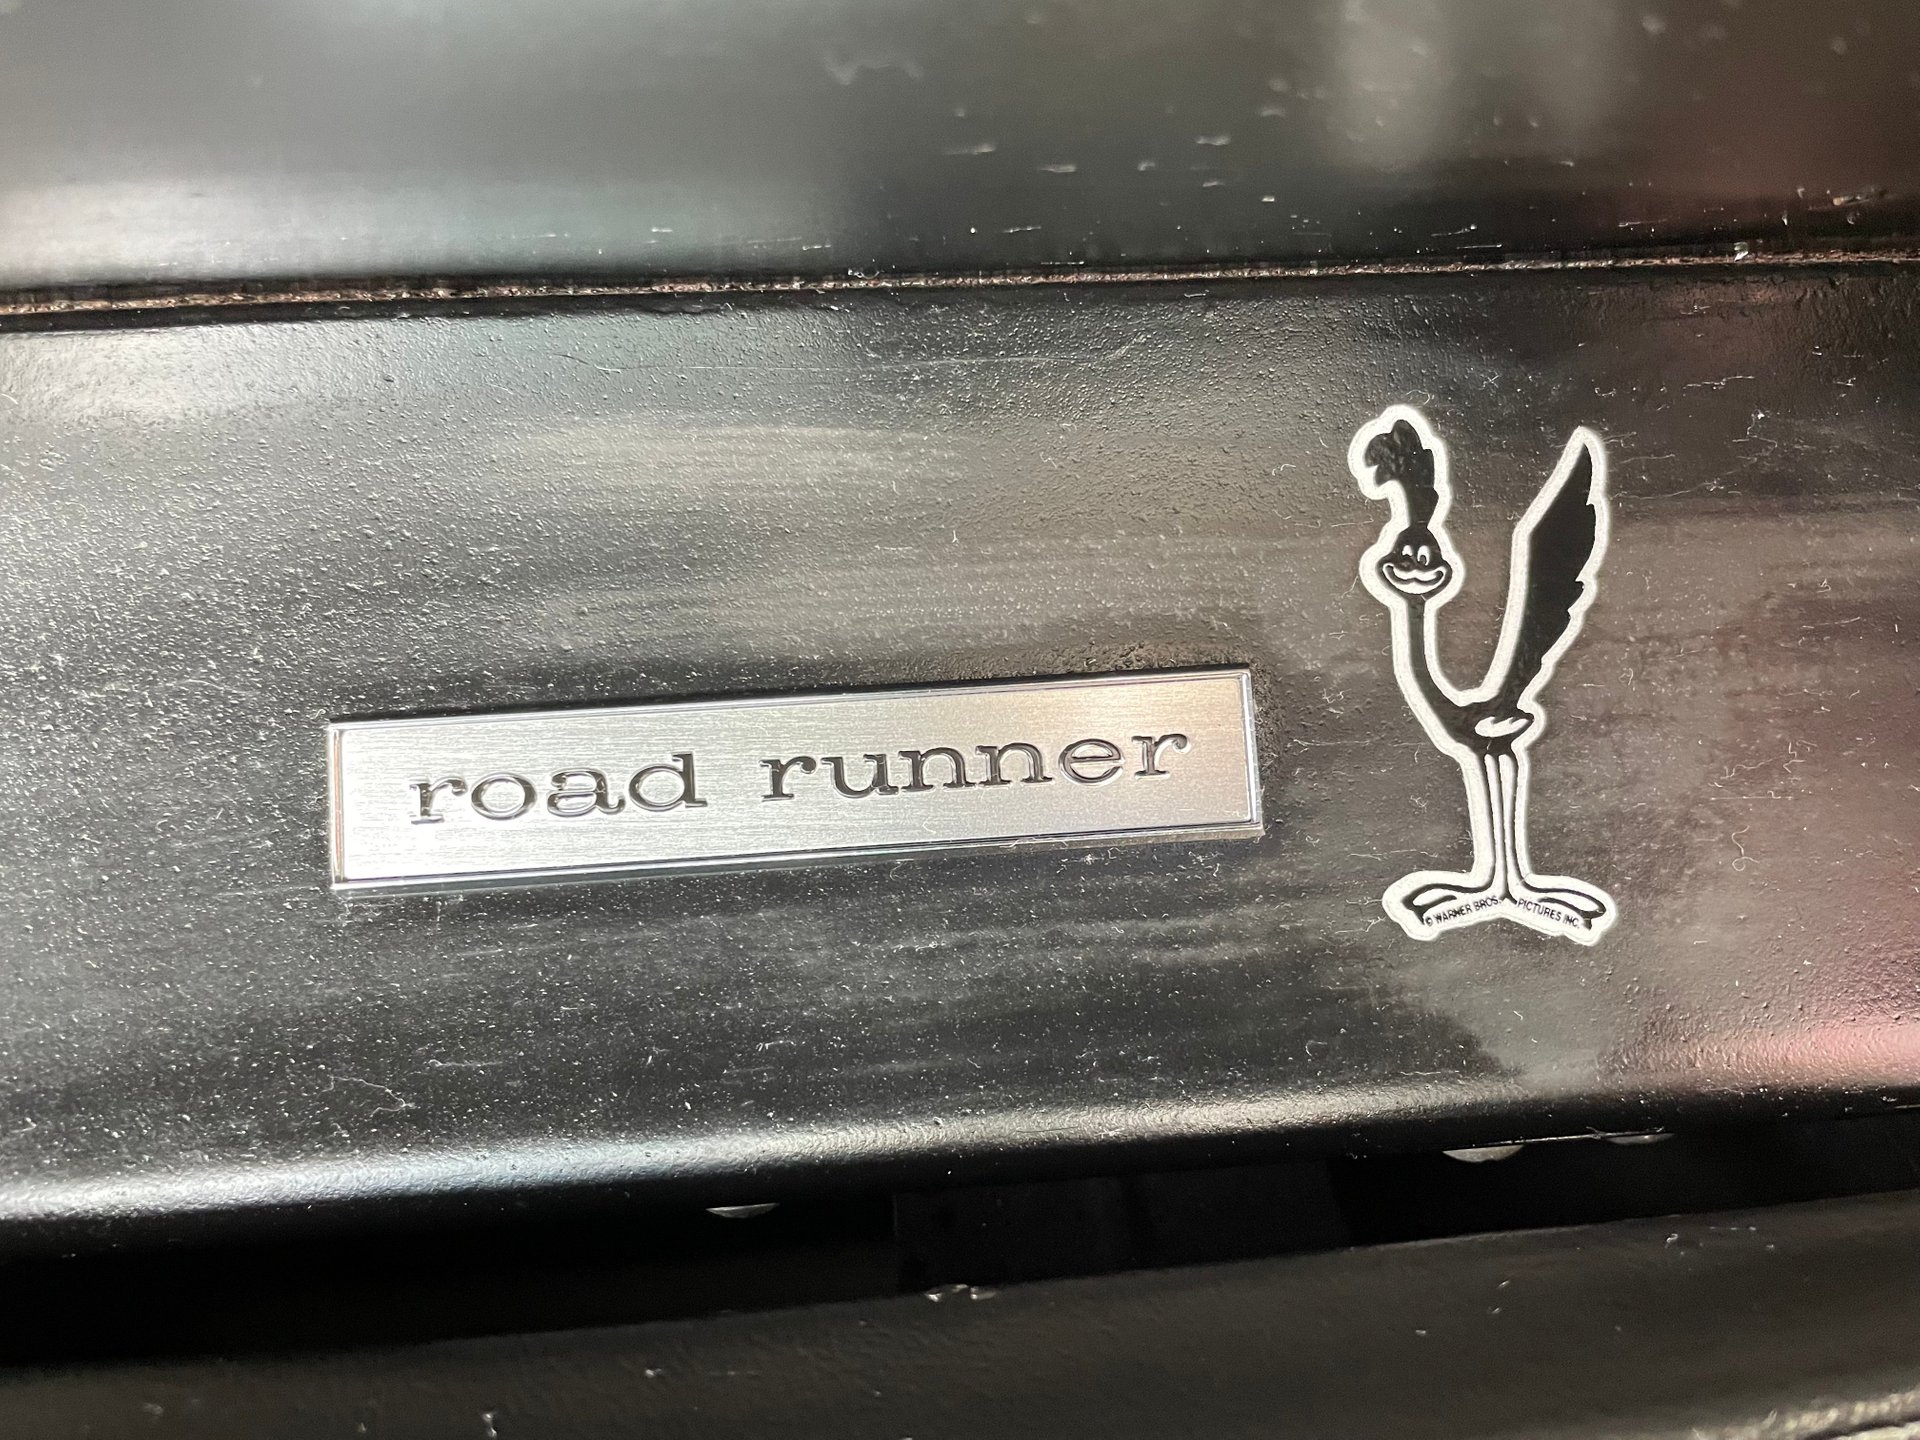 road runner
© WARNER BROS. PICTURES INC.